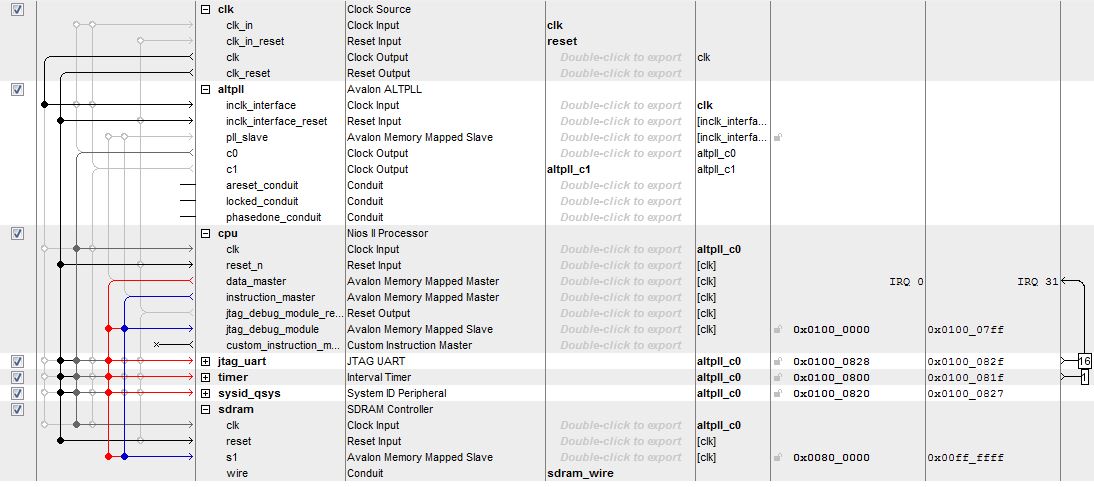 clk Clock Source
clk_in Clock Input clk
clk_in_reset Reset Input reset
clk Clock Output Double-click to export clk
clk_reset Reset Output Double-click to export
altpll Avalon ALTPLL
inclk_interface Clock Input Double-click to export clk
inclk_interface_reset Reset Input Double-click to export [inclk_interfa...
pll_slave Avalon Memory Mapped Slave Double-click to export [inclk_interfa...
c0 Clock Output Double-click to export altpll_c0
c1 Clock Output altpll_c1 altpll_c1
areset_conduit Conduit Double-click to export
locked_conduit Conduit Double-click to export
phasedone_conduit Conduit Double-click to export
cpu Nios II Processor
clk Clock Input Double-click to export altpll_c0
reset_n Reset Input Double-click to export [clk]
data_master Avalon Memory Mapped Master Double-click to export [clk] IRQ 0 IRQ 31
instruction_master Avalon Memory Mapped Master Double-click to export [clk]
jtag_debug_module_re... Reset Output Double-click to export [clk]
jtag_debug_module Avalon Memory Mapped Slave Double-click to export [clk] 0x0100_0000 0x0100_07ff
custom_instruction_m... Custom Instruction Master Double-click to export
jtag_uart JTAG UART altpll_c0 0x0100_0828 0x0100_082f 16
timer Interval Timer altpll_c0 0x0100_0800 0x0100_081f 1
sysid_qsys System ID Peripheral altpll_c0 0x0100_0820 0x0100_0827
sdram SDRAM Controller
clk Clock Input Double-click to export altpll_c0
reset Reset Input Double-click to export [clk]
s1 Avalon Memory Mapped Slave Double-click to export [clk] 0x0080_0000 0x00ff_ffff
wire Conduit sdram_wire